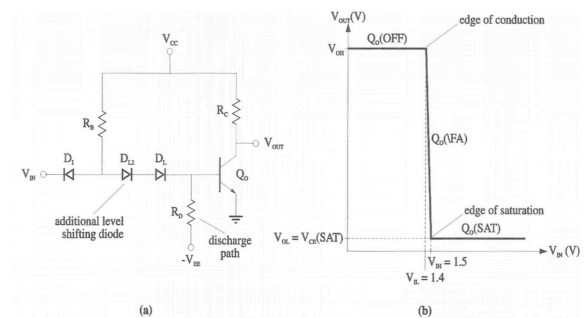 V_CC
R_B
R_C
V_OUT
V_IN
D_I
D_L2
D_L
Q_O
additional level
shifting diode
R_D
discharge
path
-V_EE
(a)
V_OUT(V)
edge of conduction
V_OH
Q_O(OFF)
Q_O(\FA)
edge of saturation
V_OL = V_CE(SAT)
Q_O(SAT)
V_IN (V)
V_IH = 1.5
V_IL = 1.4
(b)